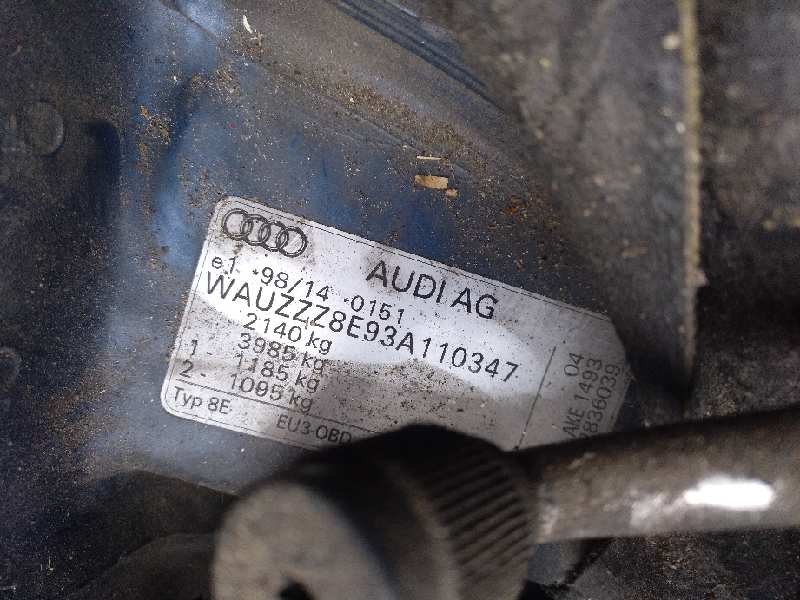 AUDI AG
e1 *98/14 -0151
WAUZZZ8E93A110347
2140 kg
3985 kg
1 - 1185 kg
2 - 1095 kg
Typ 8E
EU3-OBD
04
AKE 1493
7836039